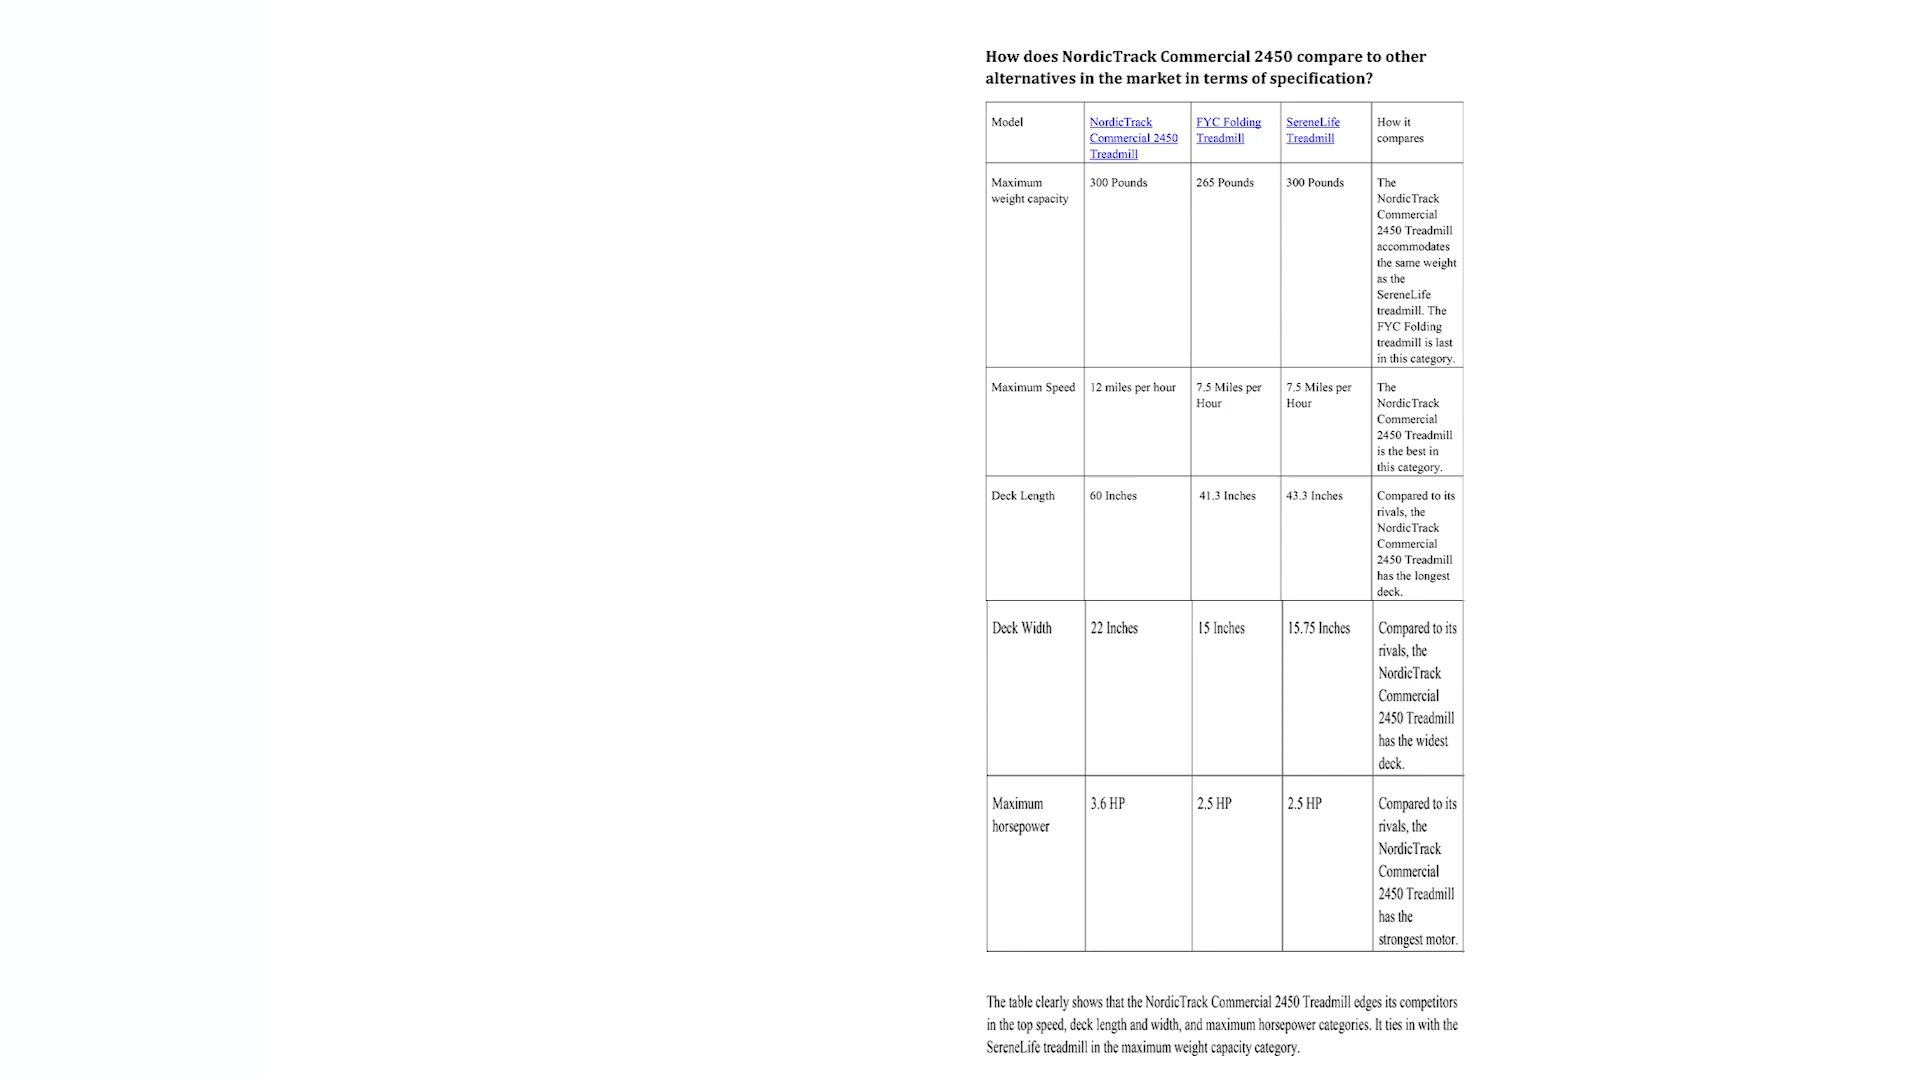 How does NordicTrack Commercial 2450 compare to other
alternatives in the market in terms of specification?
Model
NordicTrack
Commercial 2450
Treadmill
FYC Folding
Treadmill
SereneLife
Treadmill
How it
compares
Maximum
weight capacity
300 Pounds
265 Pounds
300 Pounds
The
NordicTrack
Commercial
2450 Treadmill
accommodates
the same weight
as the
SereneLife
treadmill. The
FYC Folding
treadmill is last
in this category.
Maximum Speed
12 miles per hour
7.5 Miles per
Hour
7.5 Miles per
Hour
The
NordicTrack
Commercial
2450 Treadmill
is the best in
this category.
Deck Length
60 Inches
41.3 Inches
43.3 Inches
Compared to its
rivals, the
NordicTrack
Commercial
2450 Treadmill
has the longest
deck.
Deck Width
22 Inches
15 Inches
15.75 Inches
Compared to its
rivals, the
NordicTrack
Commercial
2450 Treadmill
has the widest
deck.
Maximum
horsepower
3.6 HP
2.5 HP
2.5 HP
Compared to its
rivals, the
NordicTrack
Commercial
2450 Treadmill
has the
strongest motor.
The table clearly shows that the NordicTrack Commercial 2450 Treadmill edges its competitors
in the top speed, deck length and width, and maximum horsepower categories. It ties in with the
SereneLife treadmill in the maximum weight capacity category.